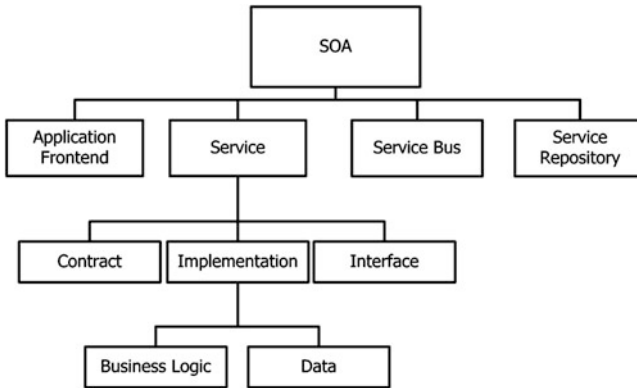 SOA
Application
Frontend
Service
Service Bus
Service
Repository
Contract
Implementation
Interface
Business Logic
Data